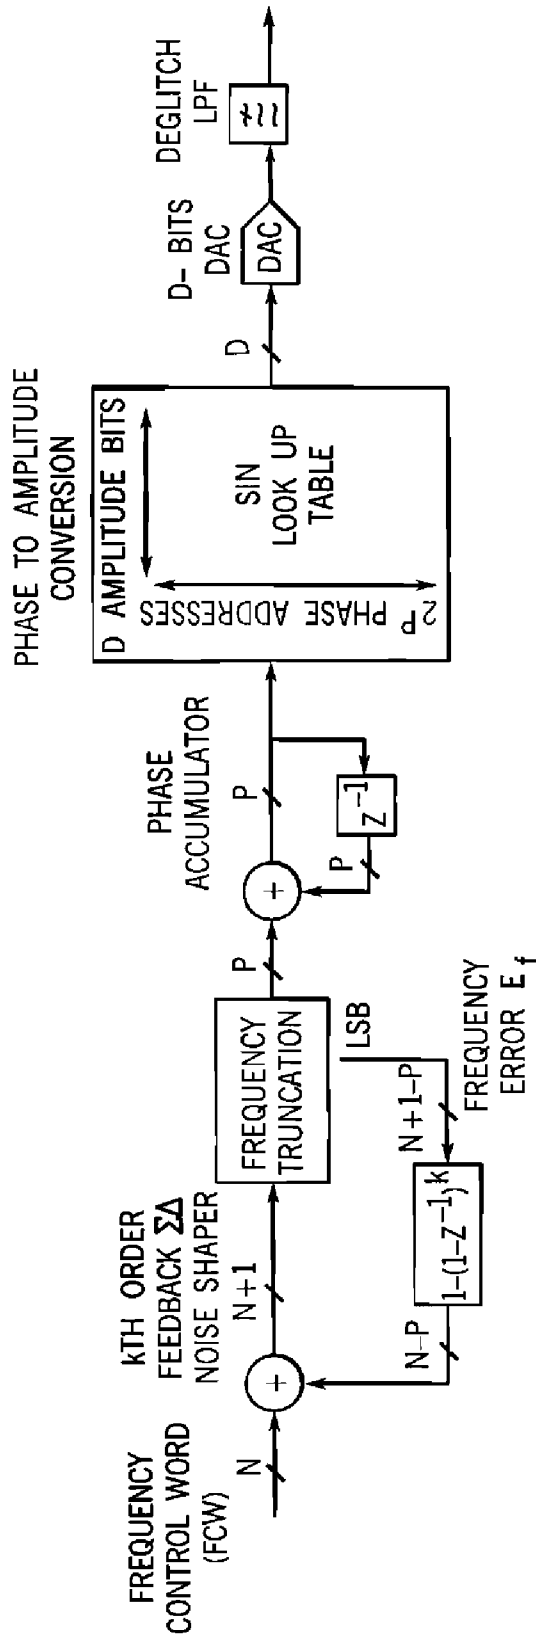 FREQUENCY
CONTROL WORD
(FCW)
N
kTH ORDER
FEEDBACK ΣΔ
NOISE SHAPER
N+1
N-P
1-(1-Z⁻¹)ᵏ
FREQUENCY
TRUNCATION
LSB
N+1-P
FREQUENCY
ERROR E_f
P
PHASE
ACCUMULATOR
P
P
Z⁻¹
PHASE TO AMPLITUDE
CONVERSION
D AMPLITUDE BITS
2ᴾ PHASE ADDRESSES
SIN
LOOK UP
TABLE
D
D- BITS
DAC
DAC
DEGLITCH
LPF